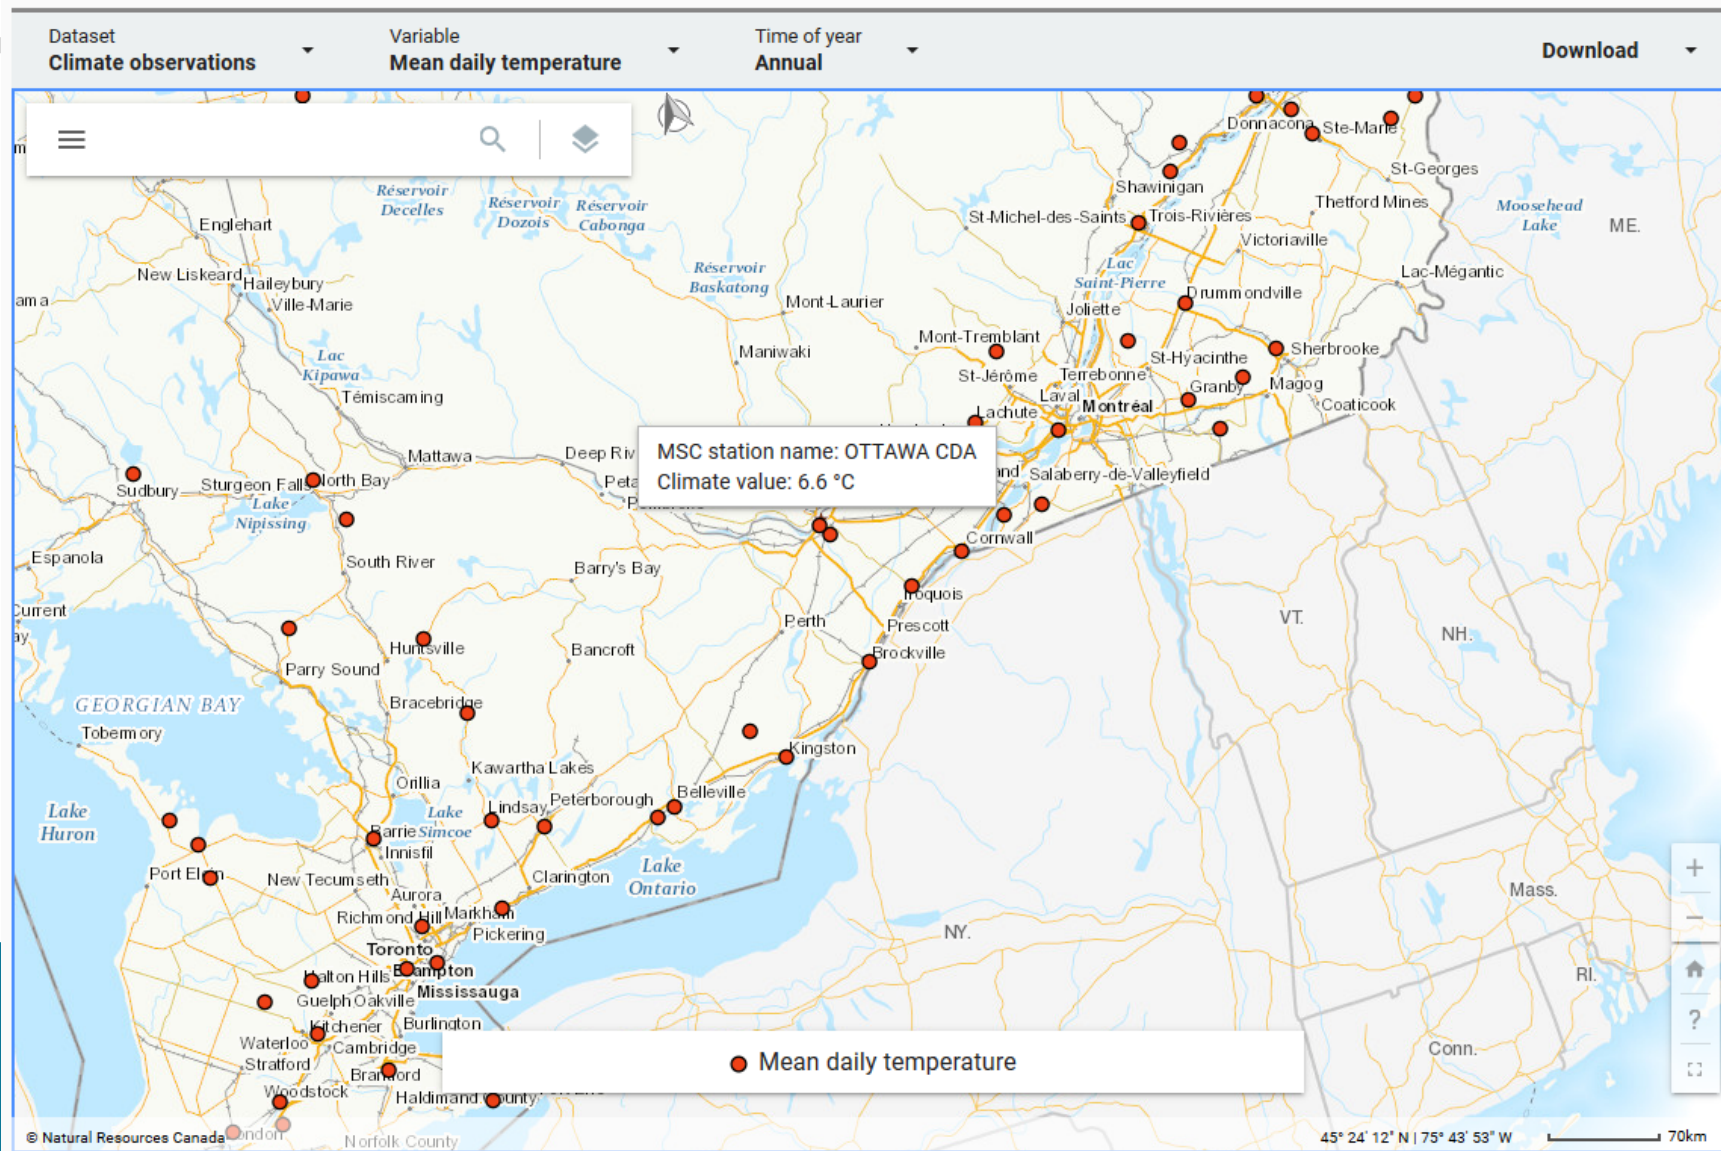 Dataset
Climate observations
Variable
Mean daily temperature
Time of year
Annual
Download
Donnacona
Ste-Marie
St-Georges
Shawinigan
Réservoir
Decelles
Réservoir
Dozois
Réservoir
Cabonga
St-Michel-des-Saints
Trois-Rivières
Thetford Mines
Moosehead
Lake
ME.
Englehart
Victoriaville
New Liskeard
Haileybury
Réservoir
Baskatong
Lac
Saint-Pierre
Lac-Mégantic
Ville-Marie
Mont-Laurier
Drummondville
Joliette
Lac
Kipawa
Maniwaki
Mont-Tremblant
St-Hyacinthe
Sherbrooke
St-Jérôme
Terrebonne
Granby
Magog
Témiscaming
Laval
Montréal
Coaticook
Lachute
Mattawa
Deep Riv
MSC station name: OTTAWA CDA
Climate value: 6.6 °C
Salaberry-de-Valleyfield
Sudbury
Sturgeon Falls
North Bay
Lake
Nipissing
Cornwall
Espanola
South River
Barry's Bay
Iroquois
Current
Perth
Prescott
VT.
NH.
Huntsville
Bancroft
Brockville
Parry Sound
GEORGIAN BAY
Bracebridge
Tobermory
Kingston
Kawartha Lakes
Orillia
Belleville
Lake
Huron
Lindsay
Peterborough
Lake
Simcoe
Barrie
Innisfil
Port Elgin
New Tecumseth
Clarington
Lake
Ontario
Aurora
Richmond Hill
Markham
Pickering
Mass.
NY.
Toronto
Brampton
Halton Hills
Mississauga
RI.
Guelph
Oakville
Kitchener
Burlington
Waterloo
Cambridge
Stratford
Brantford
Conn.
Mean daily temperature
Woodstock
Haldimand County
© Natural Resources Canada
London
Norfolk County
45° 24' 12" N | 75° 43' 53" W
70km